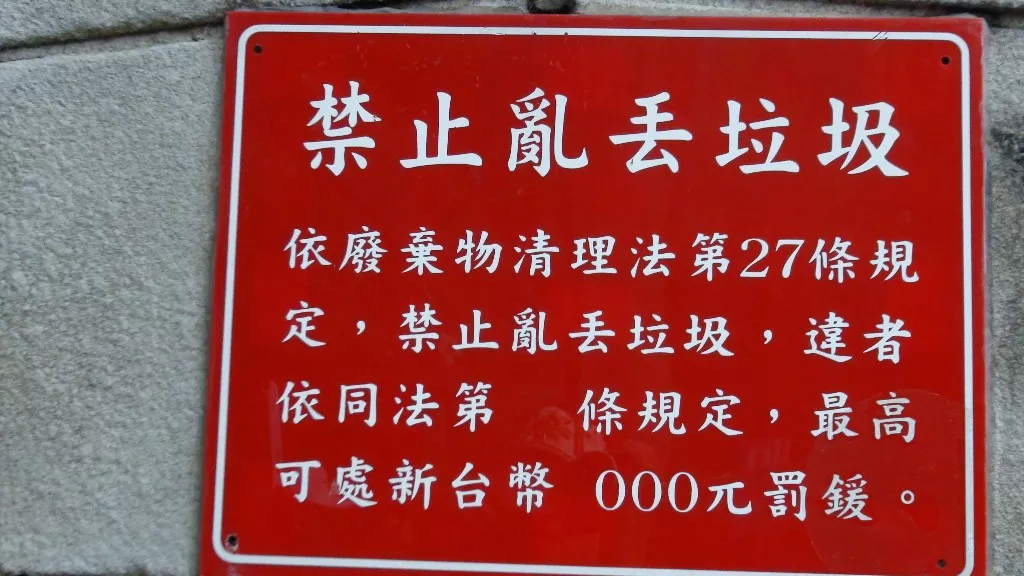 禁止亂丟垃圾
依廢棄物清理法第27條規
定，禁止亂丟垃圾，違者
依同法第 條規定，最高
可處新台幣 000元罰鍰。